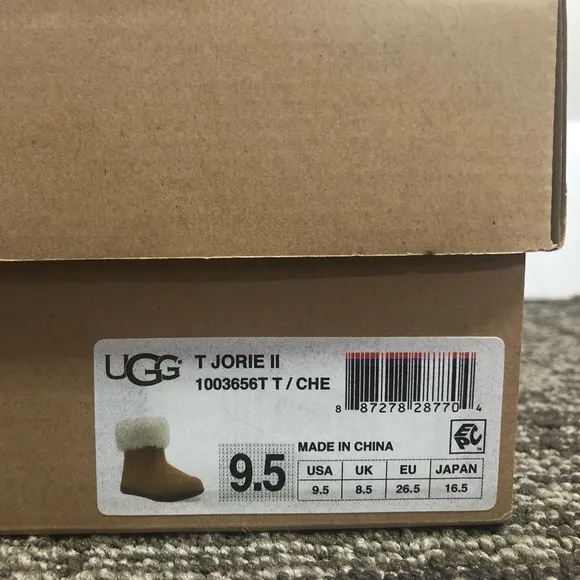 UGG T JORIE II
1003656T T / CHE
8 87278 28770 4
EPC
MADE IN CHINA
9.5
USA UK EU JAPAN
9.5 8.5 26.5 16.5